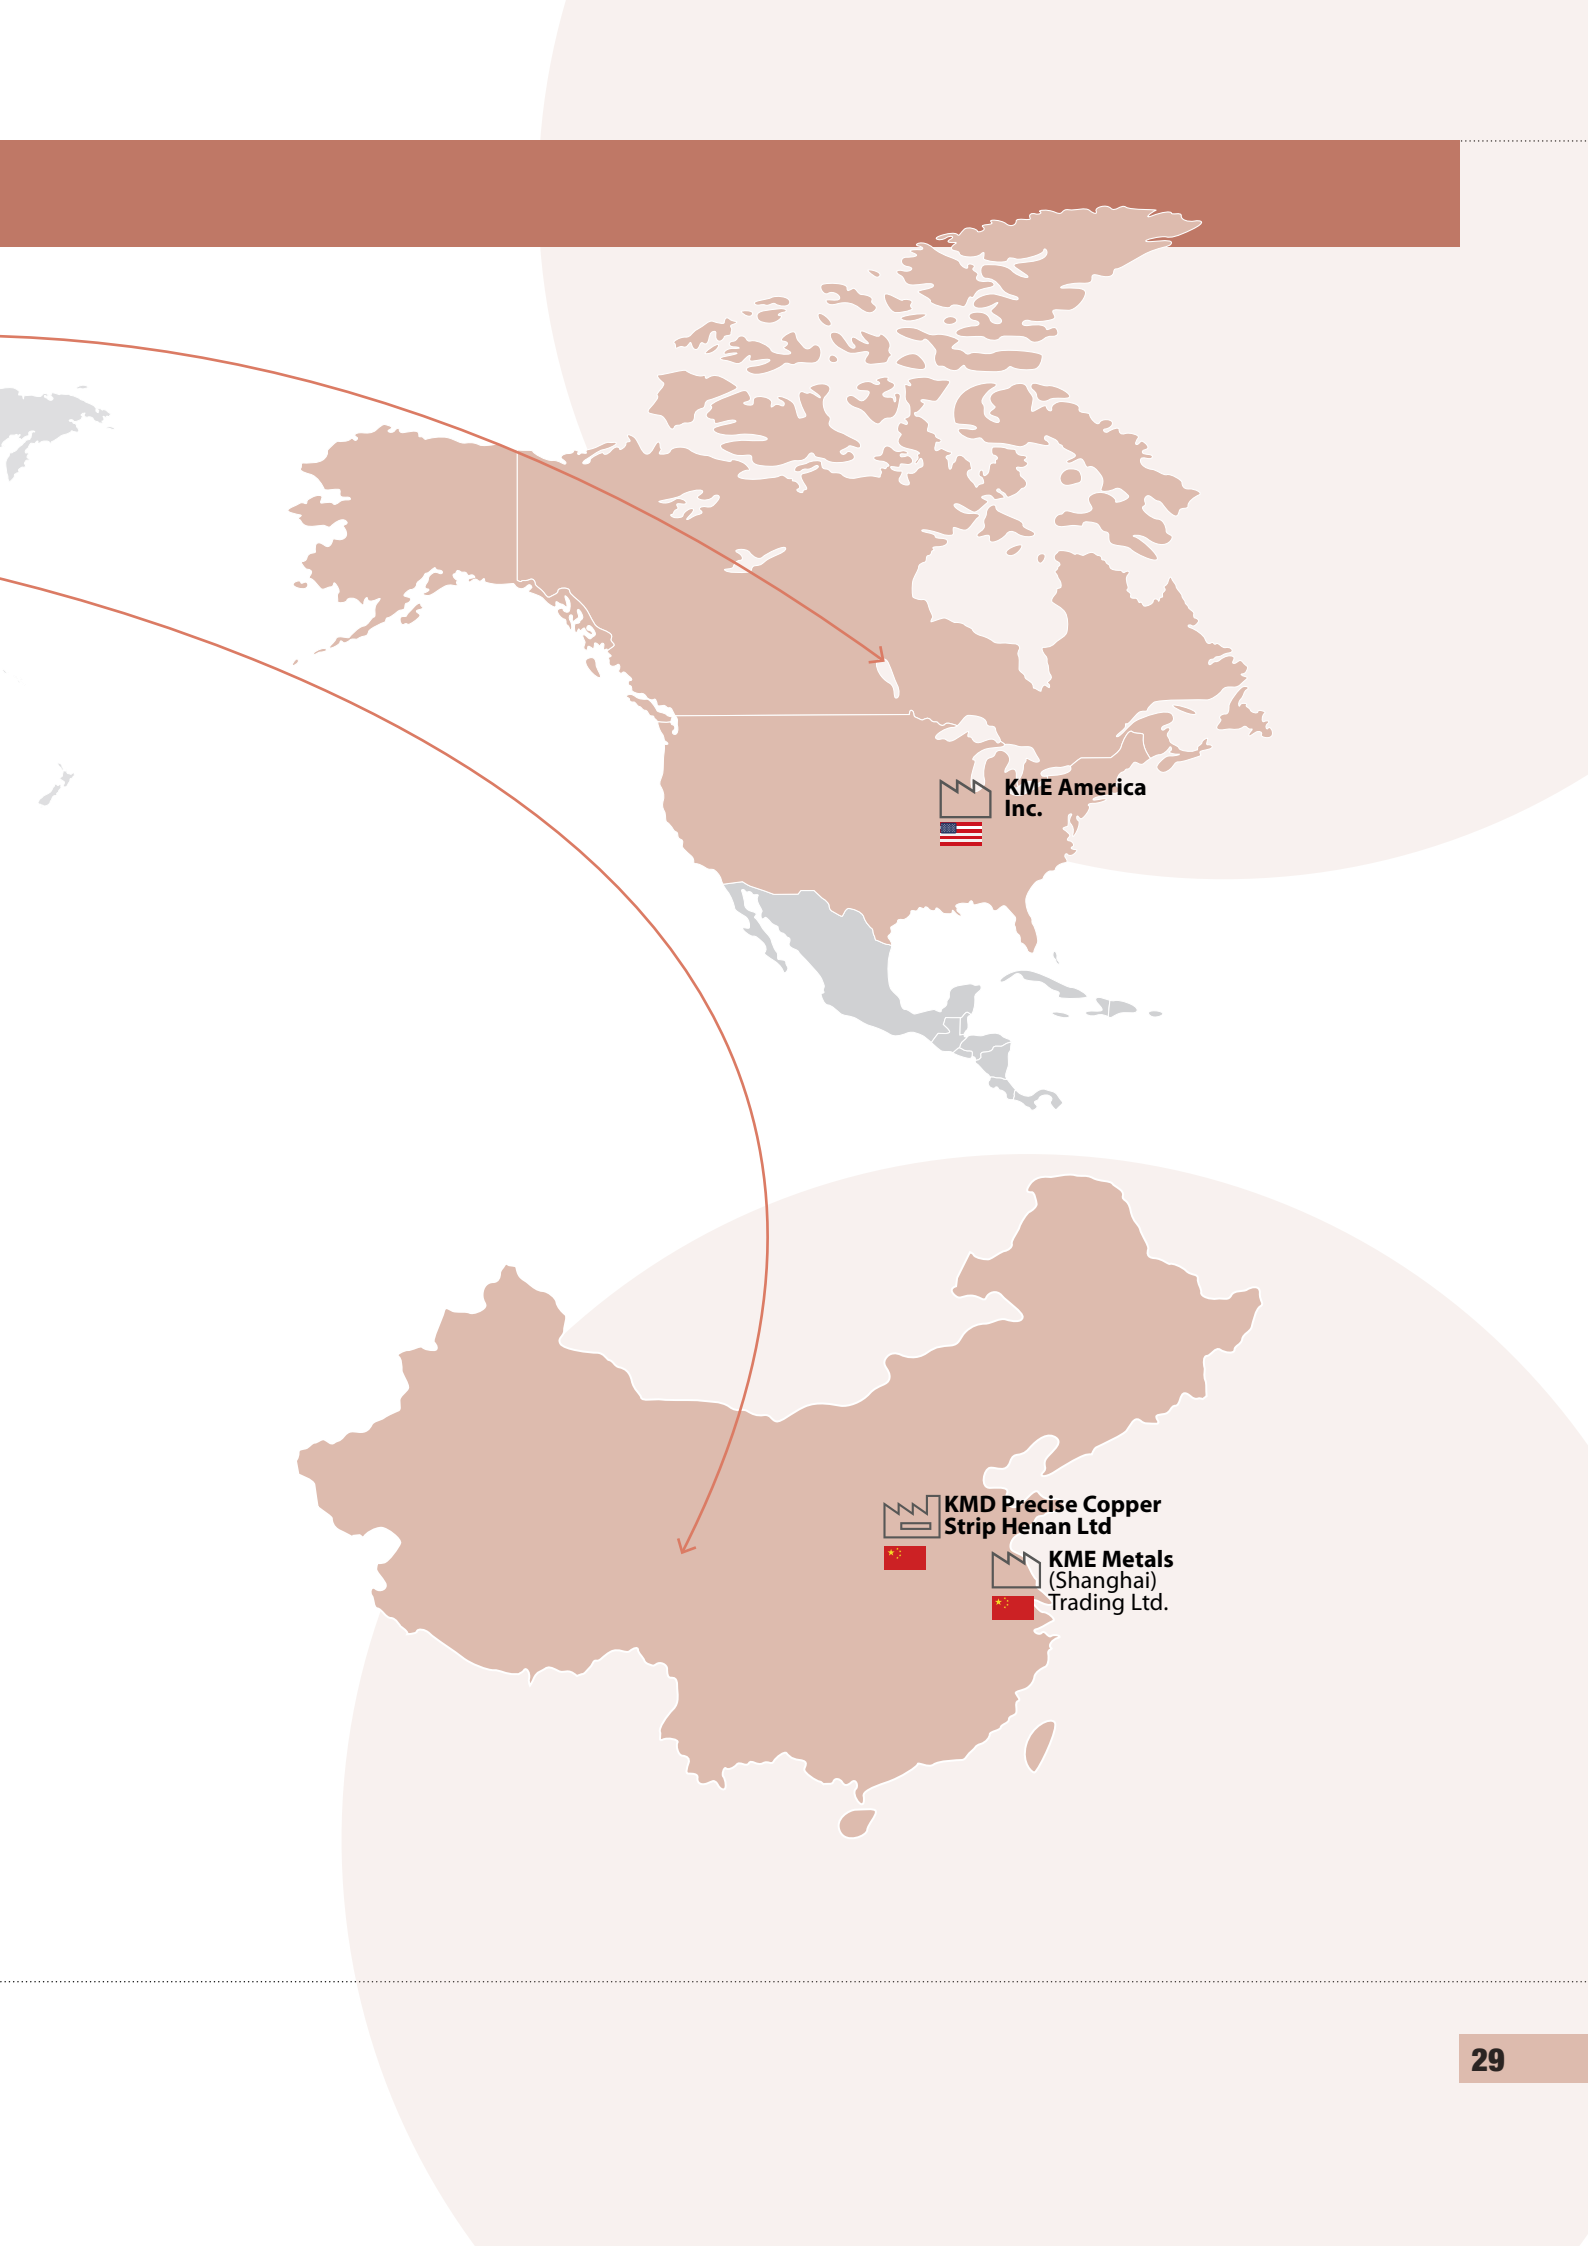 KME America
Inc.
KMD Precise Copper
Strip Henan Ltd
KME Metals
(Shanghai)
Trading Ltd.
29